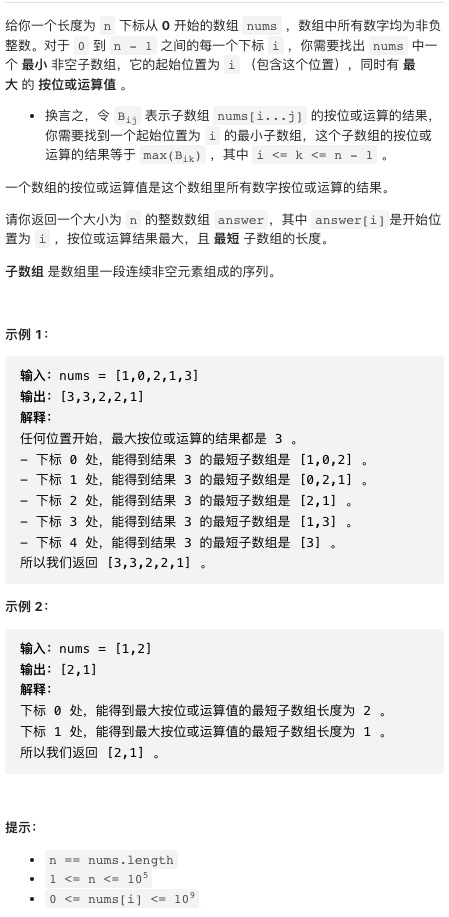 给你一个长度为 n 下标从 0 开始的数组 nums ，数组中所有数字均为非负
整数。对于 0 到 n - 1 之间的每一个下标 i ，你需要找出 nums 中一
个 最小 非空子数组，它的起始位置为 i （包含这个位置），同时有 最
大 的 按位或运算值 。
• 换言之，令 Bij 表示子数组 nums[i...j] 的按位或运算的结果，
你需要找到一个起始位置为 i 的最小子数组，这个子数组的按位或
运算的结果等于 max(Bik) ，其中 i <= k <= n - 1 。
一个数组的按位或运算值是这个数组里所有数字按位或运算的结果。
请你返回一个大小为 n 的整数数组 answer，其中 answer[i]是开始位
置为 i ，按位或运算结果最大，且 最短 子数组的长度。
子数组 是数组里一段连续非空元素组成的序列。
示例 1：
输入：nums = [1,0,2,1,3]
输出：[3,3,2,2,1]
解释：
任何位置开始，最大按位或运算的结果都是 3 。
- 下标 0 处，能得到结果 3 的最短子数组是 [1,0,2] 。
- 下标 1 处，能得到结果 3 的最短子数组是 [0,2,1] 。
- 下标 2 处，能得到结果 3 的最短子数组是 [2,1] 。
- 下标 3 处，能得到结果 3 的最短子数组是 [1,3] 。
- 下标 4 处，能得到结果 3 的最短子数组是 [3] 。
所以我们返回 [3,3,2,2,1] 。
示例 2：
输入：nums = [1,2]
输出：[2,1]
解释：
下标 0 处，能得到最大按位或运算值的最短子数组长度为 2 。
下标 1 处，能得到最大按位或运算值的最短子数组长度为 1 。
所以我们返回 [2,1] 。
提示：
• n == nums.length
• 1 <= n <= 10⁵
• 0 <= nums[i] <= 10⁹